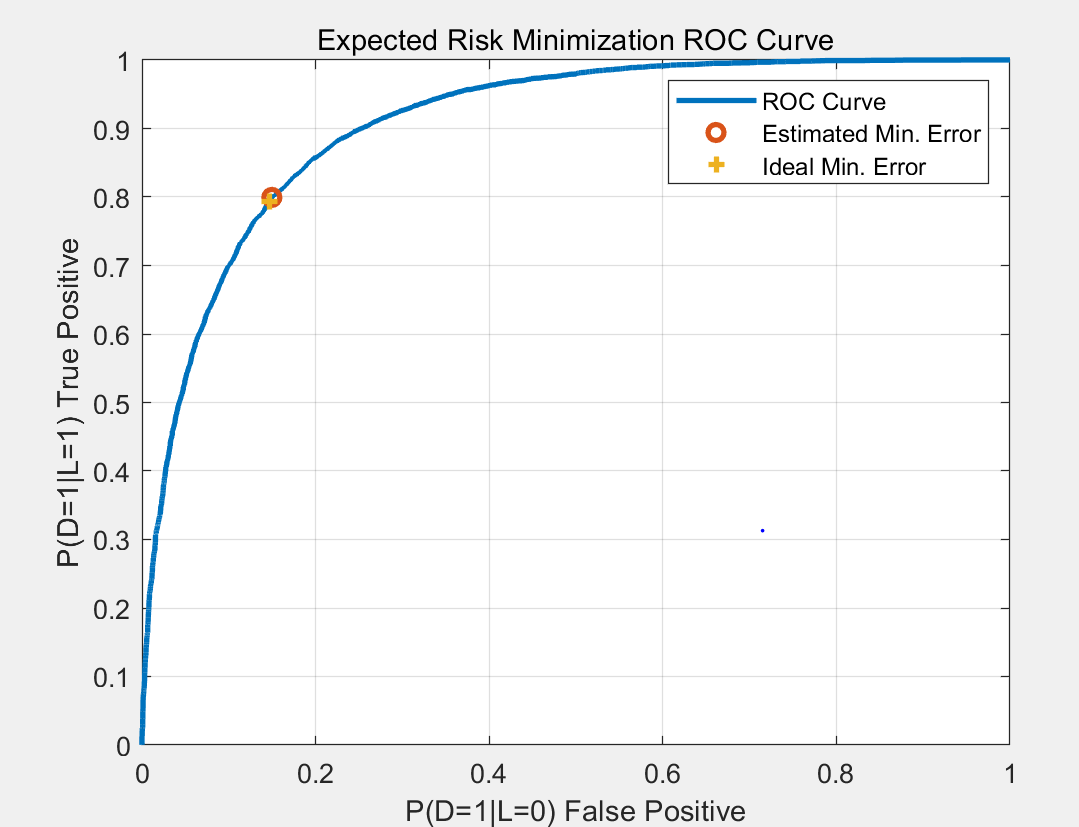 Expected Risk Minimization ROC Curve
1
0.9
0.8
0.7
0.6
0.5
0.4
0.3
0.2
0.1
0
P(D=1|L=1) True Positive
ROC Curve
Estimated Min. Error
Ideal Min. Error
0 0.2 0.4 0.6 0.8 1
P(D=1|L=0) False Positive